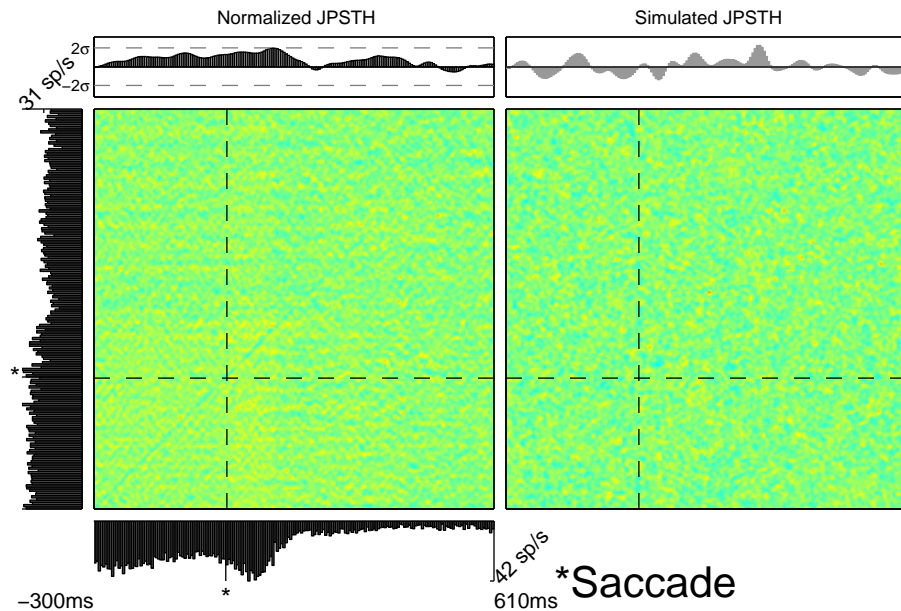 Normalized JPSTH
Simulated JPSTH
2σ
−2σ
31 sp/s
*
*
42 sp/s
*Saccade
−300ms
610ms